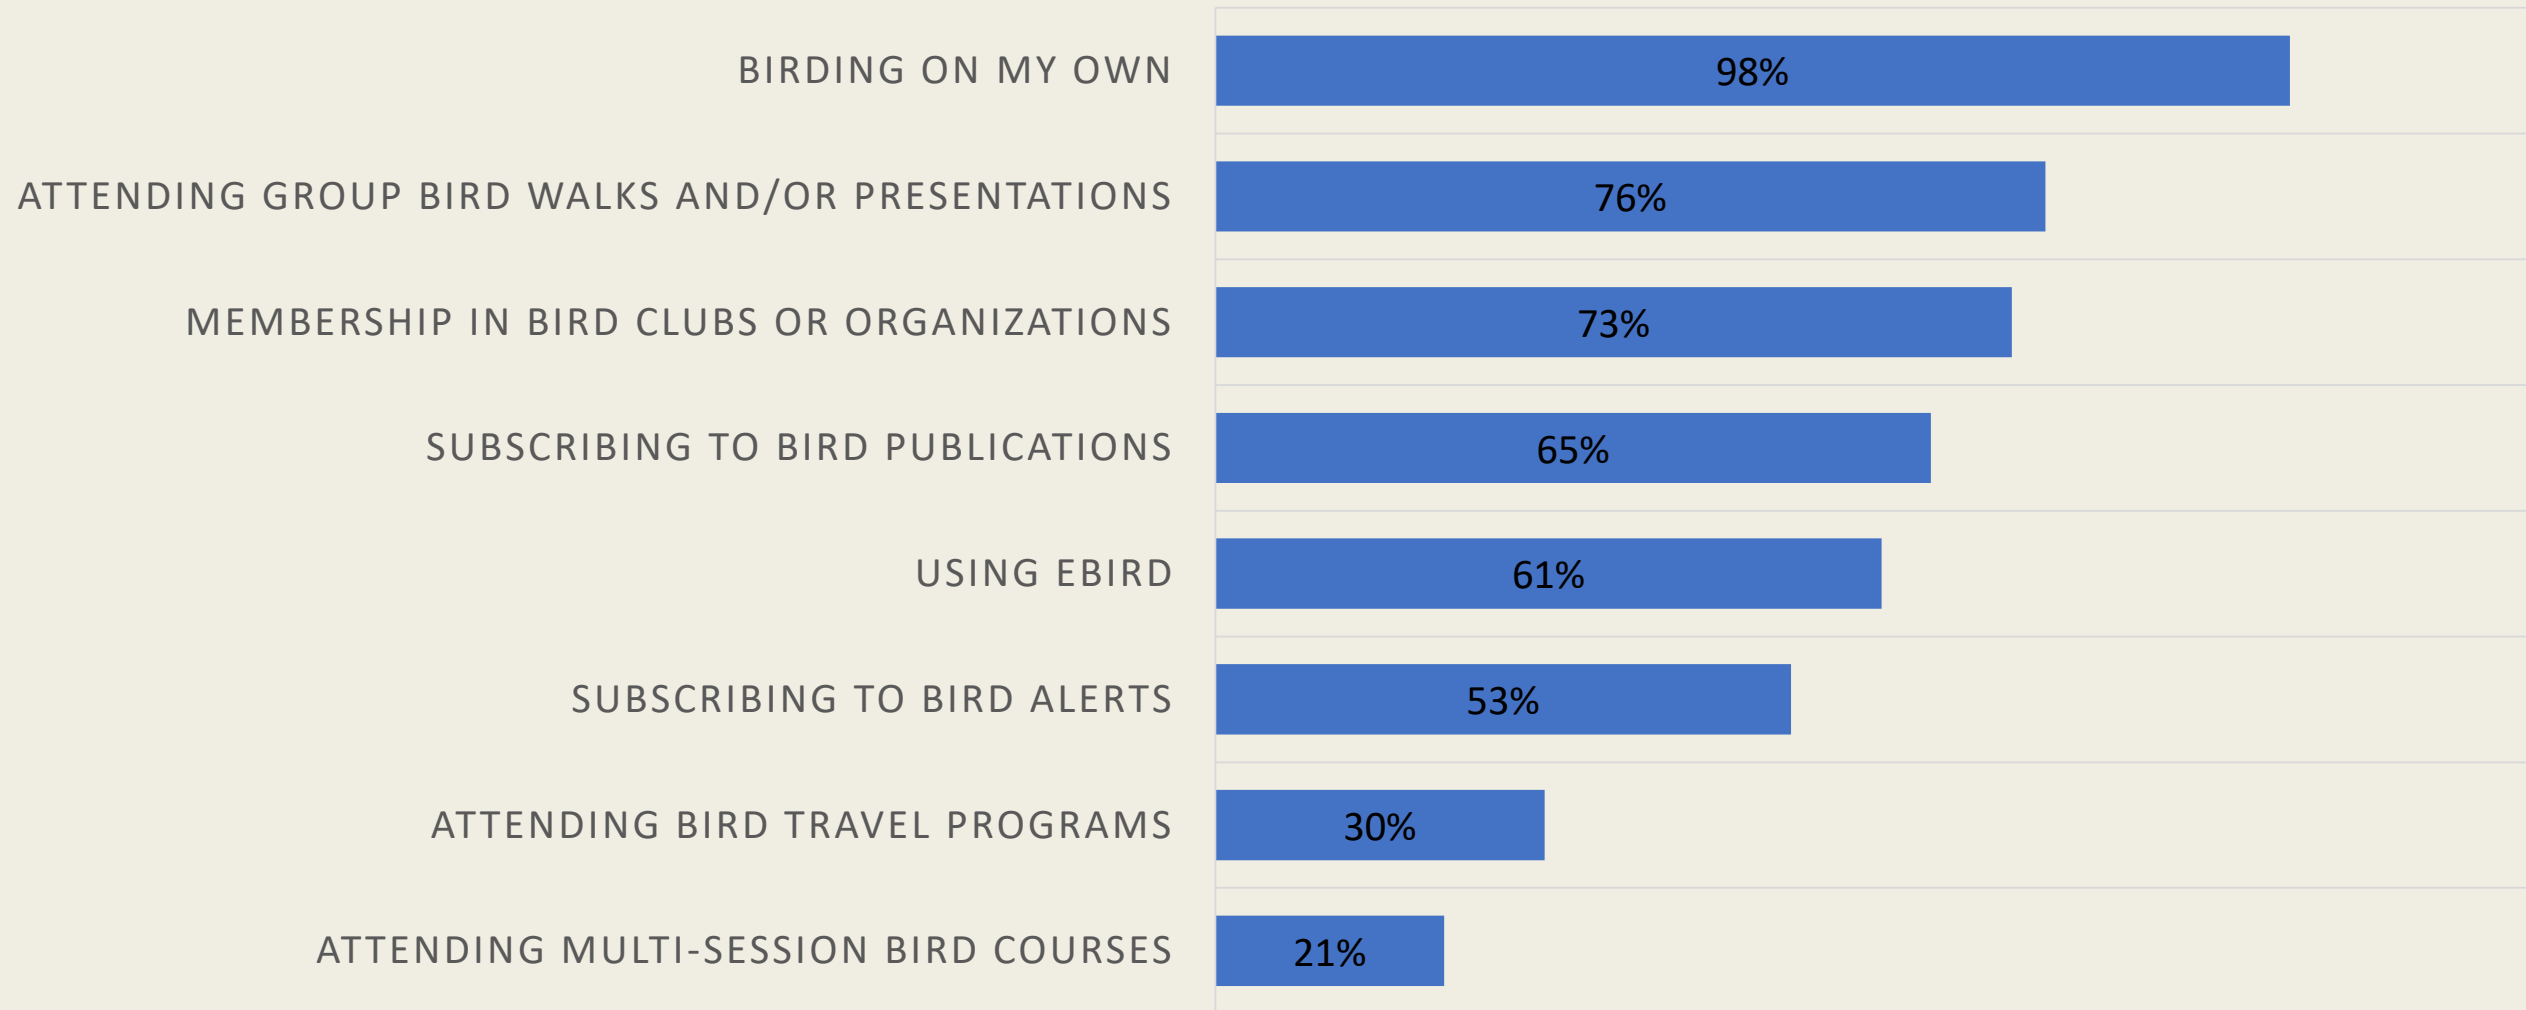 BIRDING ON MY OWN 98%
ATTENDING GROUP BIRD WALKS AND/OR PRESENTATIONS 76%
MEMBERSHIP IN BIRD CLUBS OR ORGANIZATIONS 73%
SUBSCRIBING TO BIRD PUBLICATIONS 65%
USING EBIRD 61%
SUBSCRIBING TO BIRD ALERTS 53%
ATTENDING BIRD TRAVEL PROGRAMS 30%
ATTENDING MULTI-SESSION BIRD COURSES 21%